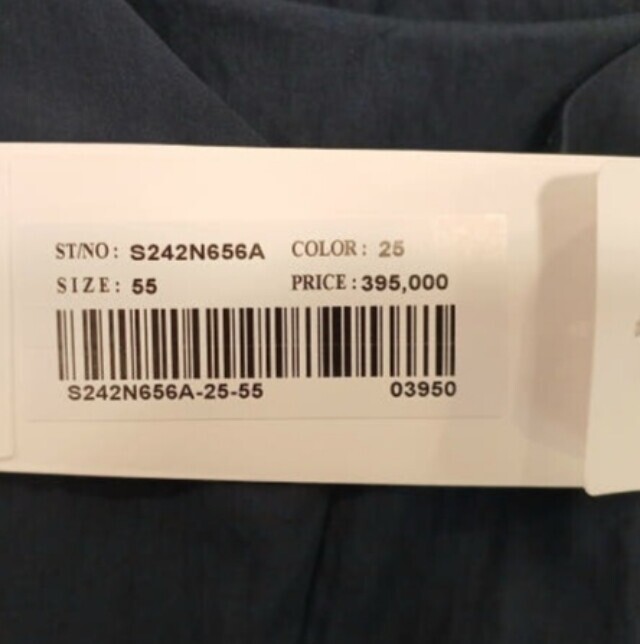 ST/NO: S242N656A COLOR: 25
SIZE: 55 PRICE: 395,000
S242N656A-25-55 03950